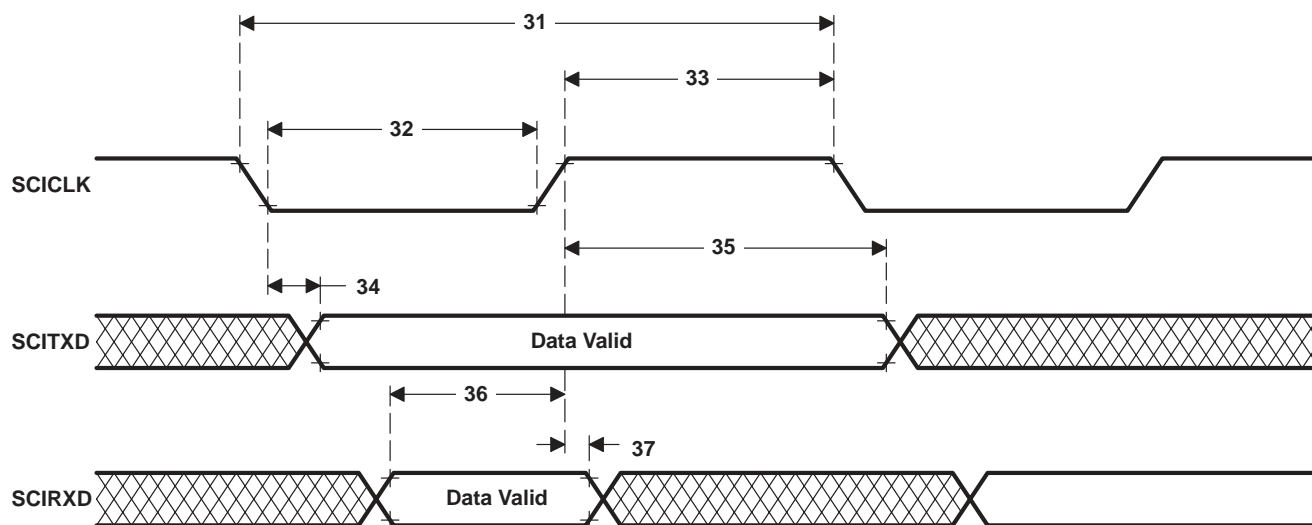 31
33
32
SCICLK
35
34
SCITXD
Data Valid
36
37
SCIRXD
Data Valid